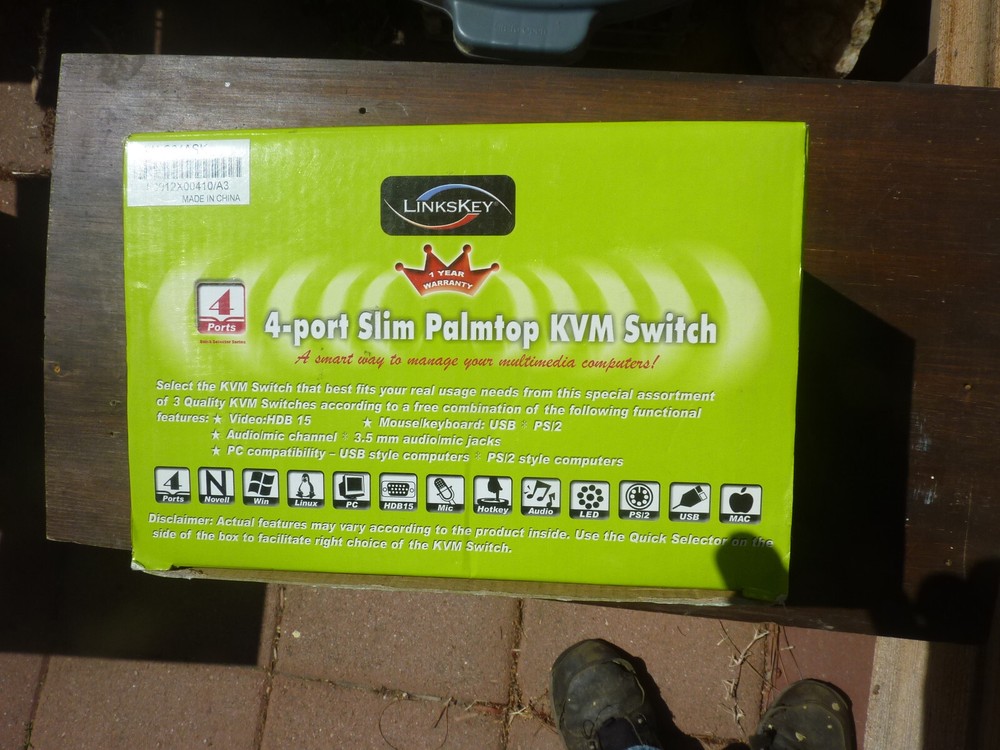 12X00410/A3
MADE IN CHINA
LINKSKEY
1 YEAR
WARRANTY
4
Ports
4-port Slim Palmtop KVM Switch
A smart way to manage your multimedia computers!
Select the KVM Switch that best fits your real usage needs from this special assortment
of 3 Quality KVM Switches according to a free combination of the following functional
features: ★ Video:HDB 15 ★ Mouse/keyboard: USB * PS/2
★ Audio/mic channel * 3.5 mm audio/mic jacks
★ PC compatibility – USB style computers * PS/2 style computers
4 N
Ports Novell Win Linux PC HDB15 Mic Hotkey Audio LED PS/2 USB MAC
Disclaimer: Actual features may vary according to the product inside. Use the Quick Selector on the
side of the box to facilitate right choice of the KVM Switch.